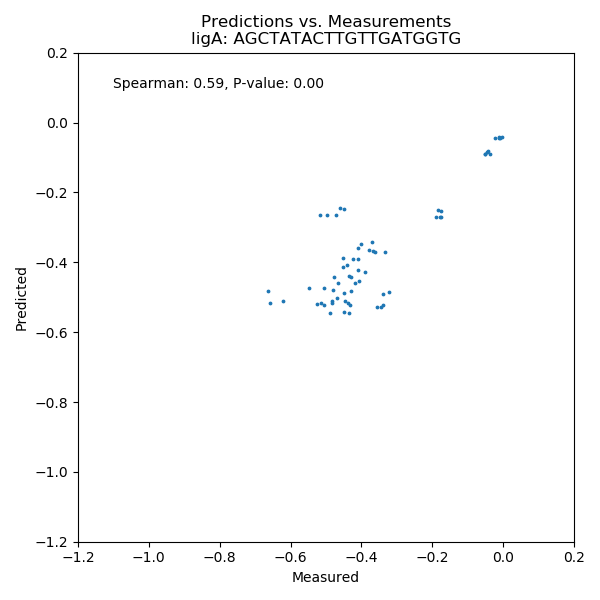 Predictions vs. Measurements
ligA: AGCTATACTTGTTGATGGTG
Spearman: 0.59, P-value: 0.00
0.2
0.0
−0.2
−0.4
−0.6
−0.8
−1.0
−1.2
Predicted
−1.2 −1.0 −0.8 −0.6 −0.4 −0.2 0.0 0.2
Measured